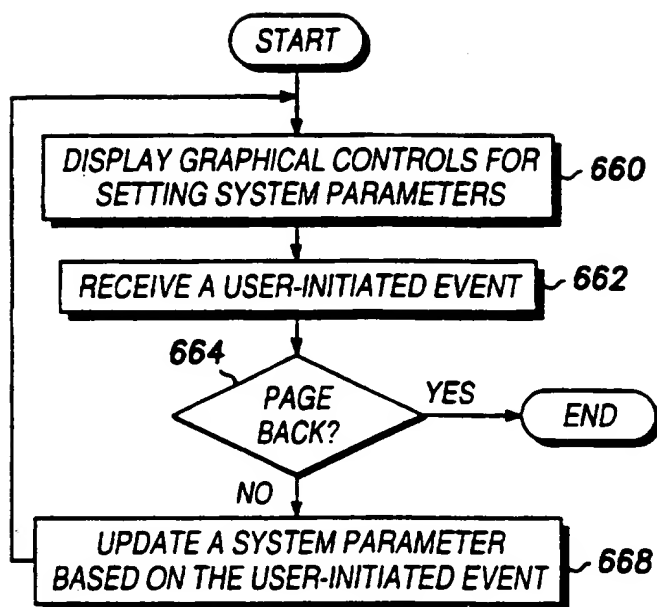 START
DISPLAY GRAPHICAL CONTROLS FOR
SETTING SYSTEM PARAMETERS
660
RECEIVE A USER-INITIATED EVENT
662
664
PAGE
BACK?
YES
END
NO
UPDATE A SYSTEM PARAMETER
BASED ON THE USER-INITIATED EVENT
668